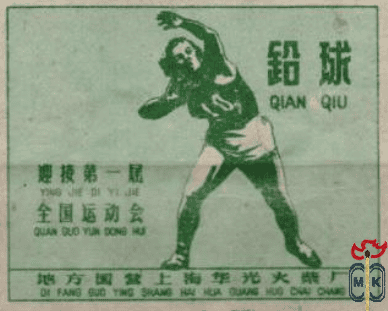 鉛球
QIAN QIU
迎接第一届
YING JIE DI YI JIE
全国运动会
QUAN GUO YUN DONG HUI
地方国营上海华光火柴厂
DI FANG GUO YING SHANG HAI HUA GUANG HUO CHAI CHANG
MK